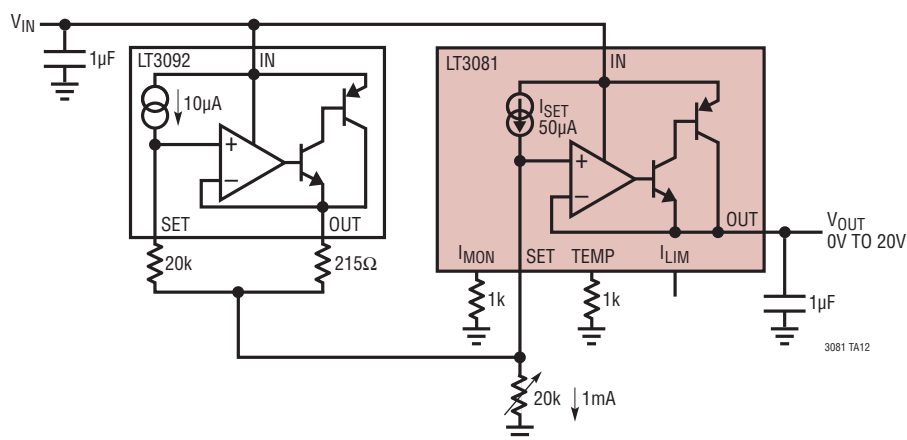 VIN
1µF
LT3092
IN
10µA
+
–
SET
OUT
20k
215Ω
LT3081
IN
ISET
50µA
+
–
OUT
IMON
SET
TEMP
ILIM
1k
1k
VOUT
0V TO 20V
1µF
3081 TA12
20k
1mA